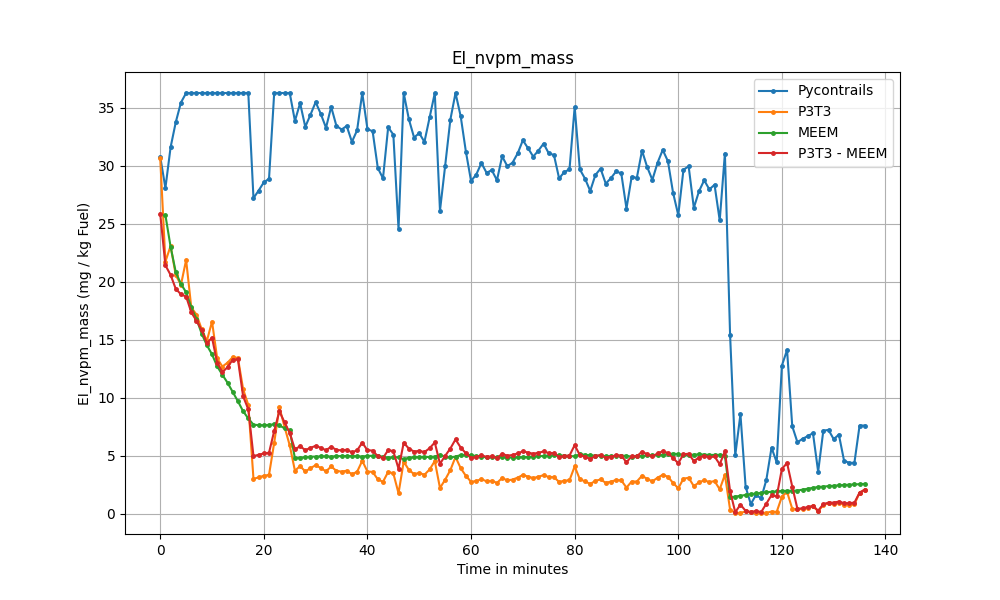 EI_nvpm_mass
Pycontrails
P3T3
MEEM
P3T3 - MEEM
EI_nvpm_mass (mg / kg Fuel)
35
30
25
20
15
10
5
0
0 20 40 60 80 100 120 140
Time in minutes